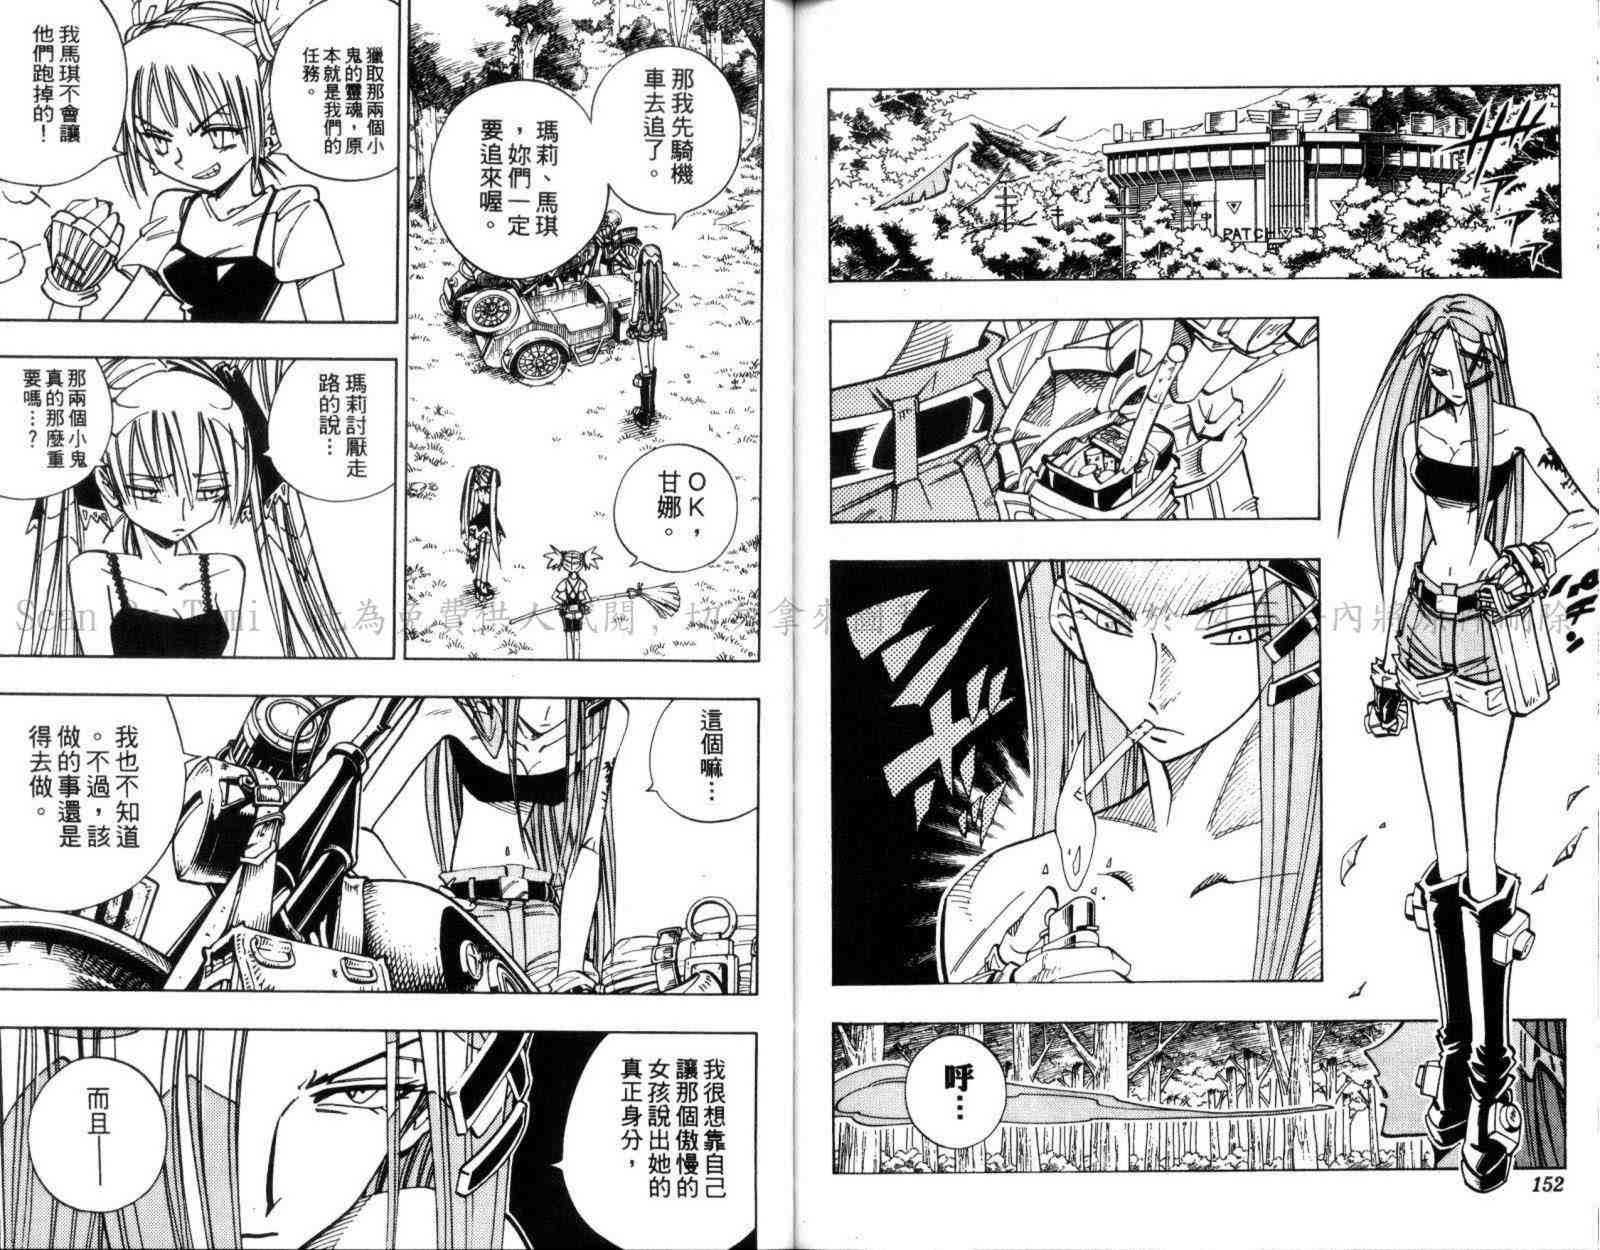 PATCH
呼…
152
那我先騎機
車去追了。
瑪莉、馬琪
，妳們一定
要追來喔。
OK，
甘娜。
獵取那兩個小
鬼的靈魂，原
本就是我們的
任務。
我馬琪不會讓
他們跑掉的！
瑪莉討厭走
路的說…
那兩個小鬼
真的那麼重
要嗎…？
這個嘛…
我也不知道
。不過，該
做的事還是
得去做。
我很想靠自己
讓那個傲慢的
女孩說出她的
真正身分，
而且——